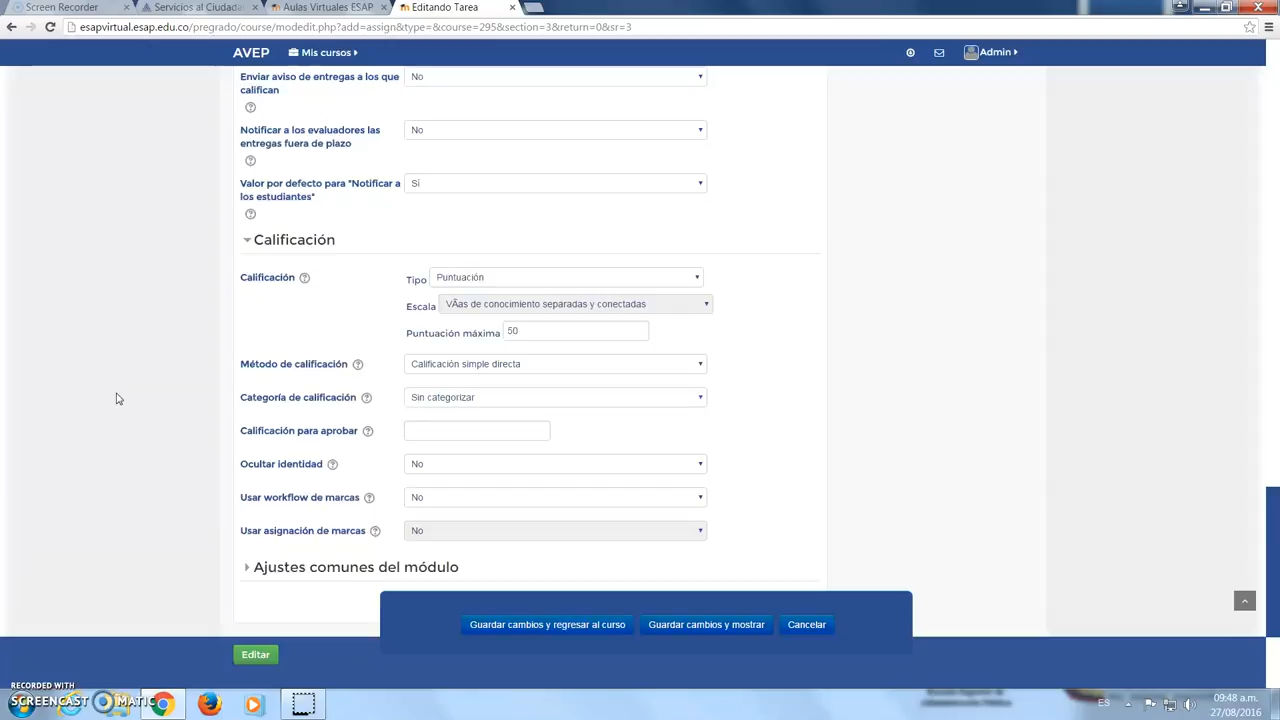 Screen Recorder
Servicios al Ciudada
Aulas Virtuales ESAP
Editando Tarea
esapvirtual.esap.edu.co/pregrado/course/modedit.php?add=assign&type=&course=295&section=3&return=0&sr=3
AVEP
Mis cursos
Admin
Enviar aviso de entregas a los que
califican
No
Notificar a los evaluadores las
entregas fuera de plazo
No
Valor por defecto para "Notificar a
los estudiantes"
Sí
Calificación
Calificación
Tipo
Puntuación
Escala
VÃas de conocimiento separadas y conectadas
Puntuación máxima
50
Método de calificación
Calificación simple directa
Categoría de calificación
Sin categorizar
Calificación para aprobar
Ocultar identidad
No
Usar workflow de marcas
No
Usar asignación de marcas
No
Ajustes comunes del módulo
Guardar cambios y regresar al curso
Guardar cambios y mostrar
Cancelar
Editar
RECORDED WITH
SCREENCAST MATIC
ES
09:48 a.m.
27/08/2016